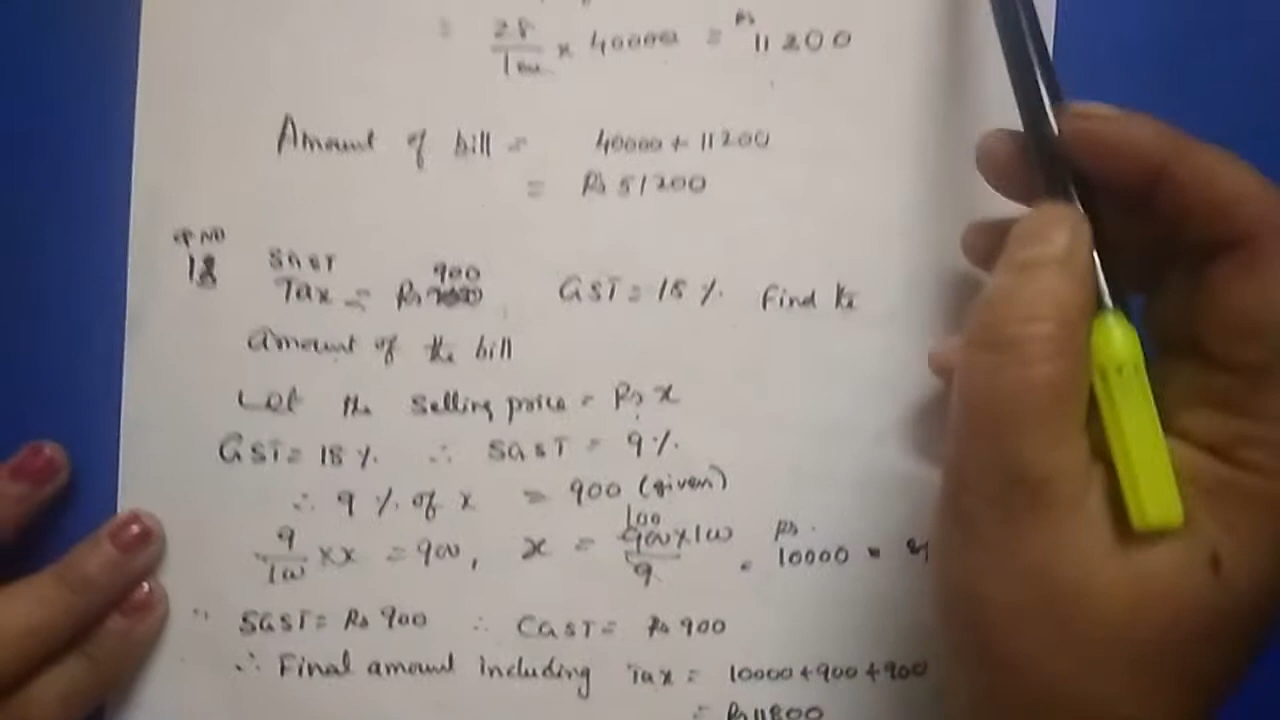 = 28/100 x 40000 = Rs 11200
Amount of bill = 40000 + 11200
= Rs 51200
Q NO
18 SGST
Tax = Rs 900 GST = 18 %. Find the
amount of the bill
Let the selling price = Rs x
GST = 18 %. ∴ SGST = 9 %.
∴ 9 %. of x = 900 (given)
9/100 x x = 900, x = 900 x 100/9 = Rs. 10000 =
∵ SGST = Rs 900 ∴ CGST = Rs 900
∴ Final amount including Tax = 10000 + 900 + 900
= Rs 11800